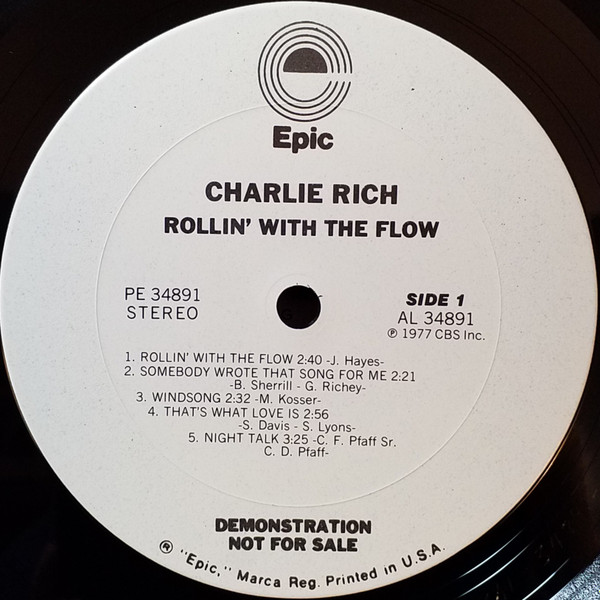 Epic
CHARLIE RICH
ROLLIN' WITH THE FLOW
PE 34891
STEREO
SIDE 1
AL 34891
℗ 1977 CBS Inc.
1. ROLLIN' WITH THE FLOW 2:40 -J. Hayes-
2. SOMEBODY WROTE THAT SONG FOR ME 2:21
-B. Sherrill - G. Richey-
3. WINDSONG 2:32 -M. Kosser-
4. THAT'S WHAT LOVE IS 2:56
-S. Davis - S. Lyons-
5. NIGHT TALK 3:25 -C. F. Pfaff Sr.
C. D. Pfaff-
DEMONSTRATION
NOT FOR SALE
® "Epic," Marca Reg. Printed in U.S.A.